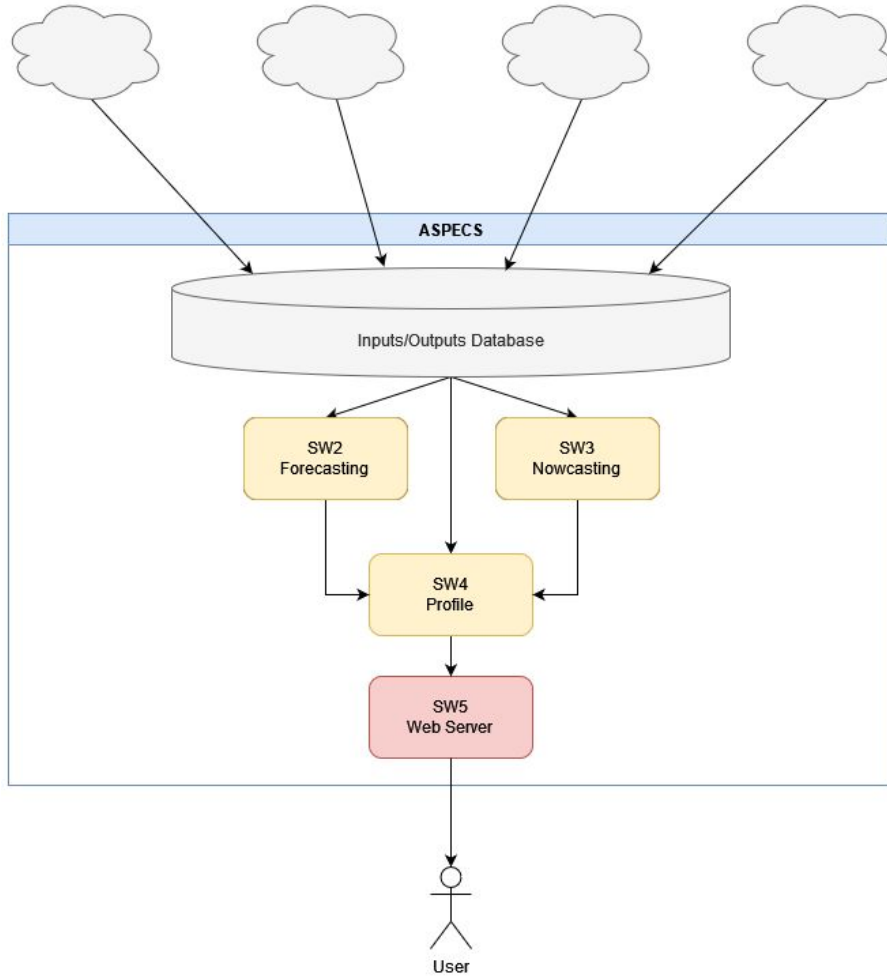 ASPECS
Inputs/Outputs Database
SW2
Forecasting
SW3
Nowcasting
SW4
Profile
SW5
Web Server
User